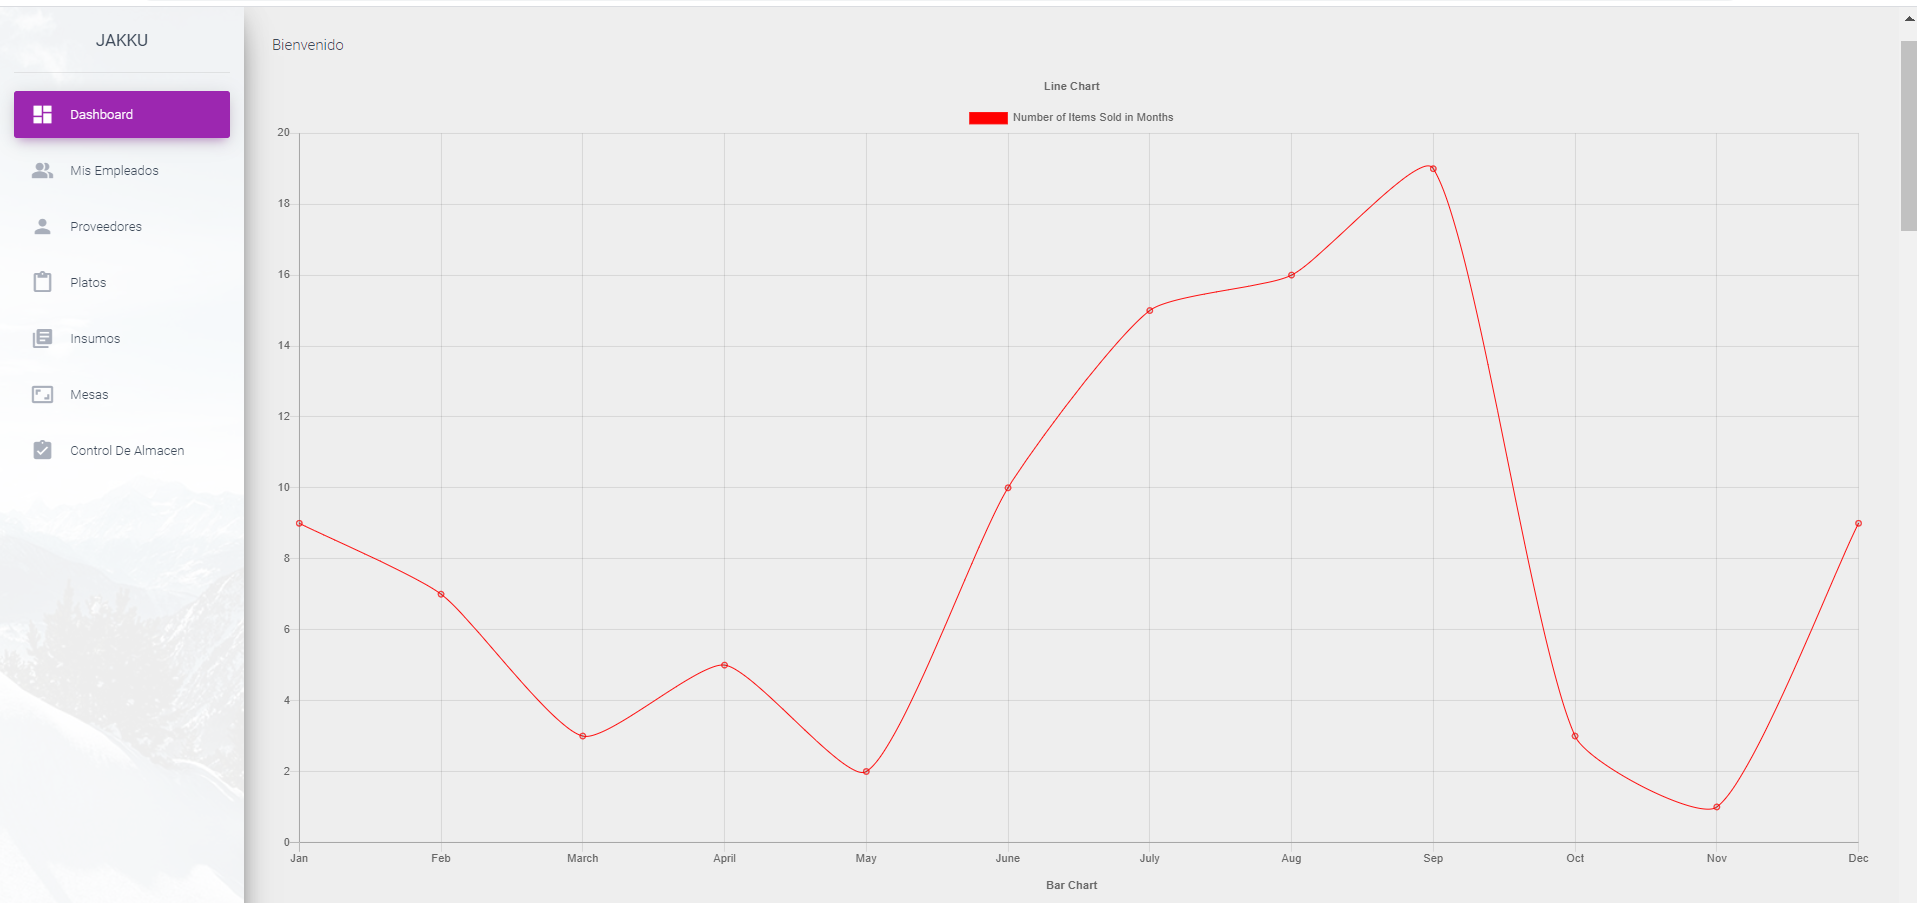 JAKKU
Dashboard
Mis Empleados
Proveedores
Platos
Insumos
Mesas
Control De Almacen
Bienvenido
Line Chart
Number of Items Sold in Months
20
18
16
14
12
10
8
6
4
2
0
Jan Feb March April May June July Aug Sep Oct Nov Dec
Bar Chart